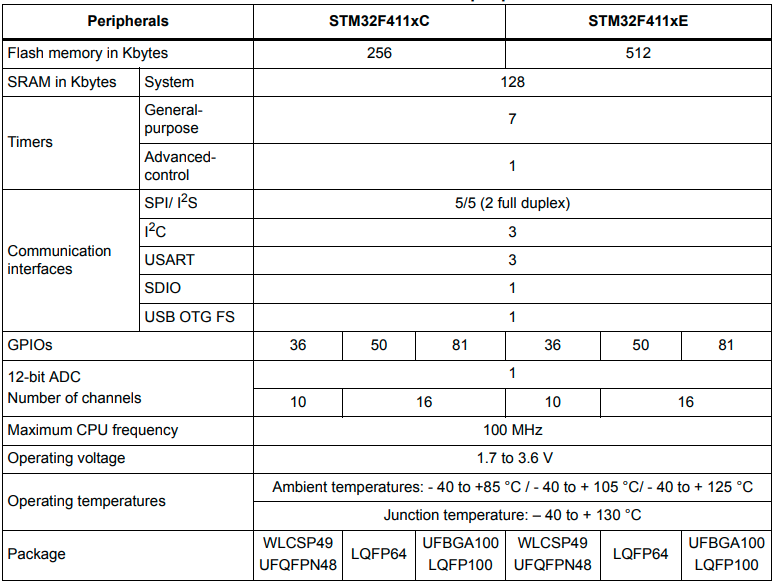 Peripherals STM32F411xC STM32F411xE
Flash memory in Kbytes 256 512
SRAM in Kbytes System 128
Timers
General-
purpose 7
Advanced-
control 1
Communication
interfaces
SPI/ I²S 5/5 (2 full duplex)
I²C 3
USART 3
SDIO 1
USB OTG FS 1
GPIOs 36 50 81 36 50 81
12-bit ADC 1
Number of channels 10 16 10 16
Maximum CPU frequency 100 MHz
Operating voltage 1.7 to 3.6 V
Operating temperatures
Ambient temperatures: - 40 to +85 °C / - 40 to + 105 °C/ - 40 to + 125 °C
Junction temperature: – 40 to + 130 °C
Package
WLCSP49 UFBGA100 WLCSP49 UFBGA100
LQFP64 LQFP64
UFQFPN48 LQFP100 UFQFPN48 LQFP100